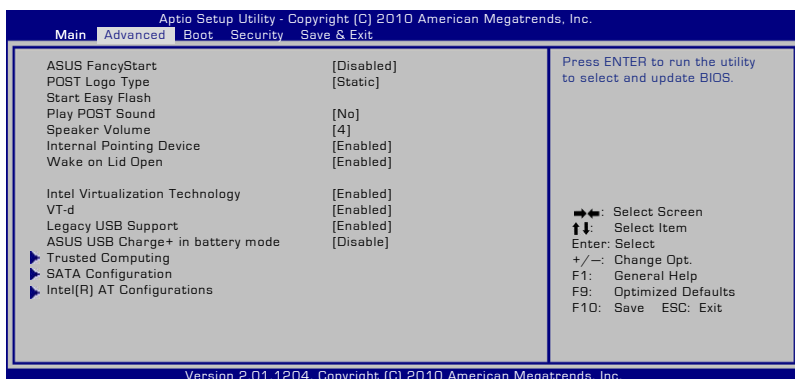 Aptio Setup Utility - Copyright (C) 2010 American Megatrends, Inc.
Main Advanced Boot Security Save & Exit
ASUS FancyStart [Disabled]
POST Logo Type [Static]
Start Easy Flash
Play POST Sound [No]
Speaker Volume [4]
Internal Pointing Device [Enabled]
Wake on Lid Open [Enabled]
Intel Virtualization Technology [Enabled]
VT-d [Enabled]
Legacy USB Support [Enabled]
ASUS USB Charge+ in battery mode [Disable]
Trusted Computing
SATA Configuration
Intel(R) AT Configurations
Press ENTER to run the utility
to select and update BIOS.
→←: Select Screen
↑↓: Select Item
Enter: Select
+/—: Change Opt.
F1: General Help
F9: Optimized Defaults
F10: Save ESC: Exit
Version 2.01.1204. Copyright (C) 2010 American Megatrends, Inc.